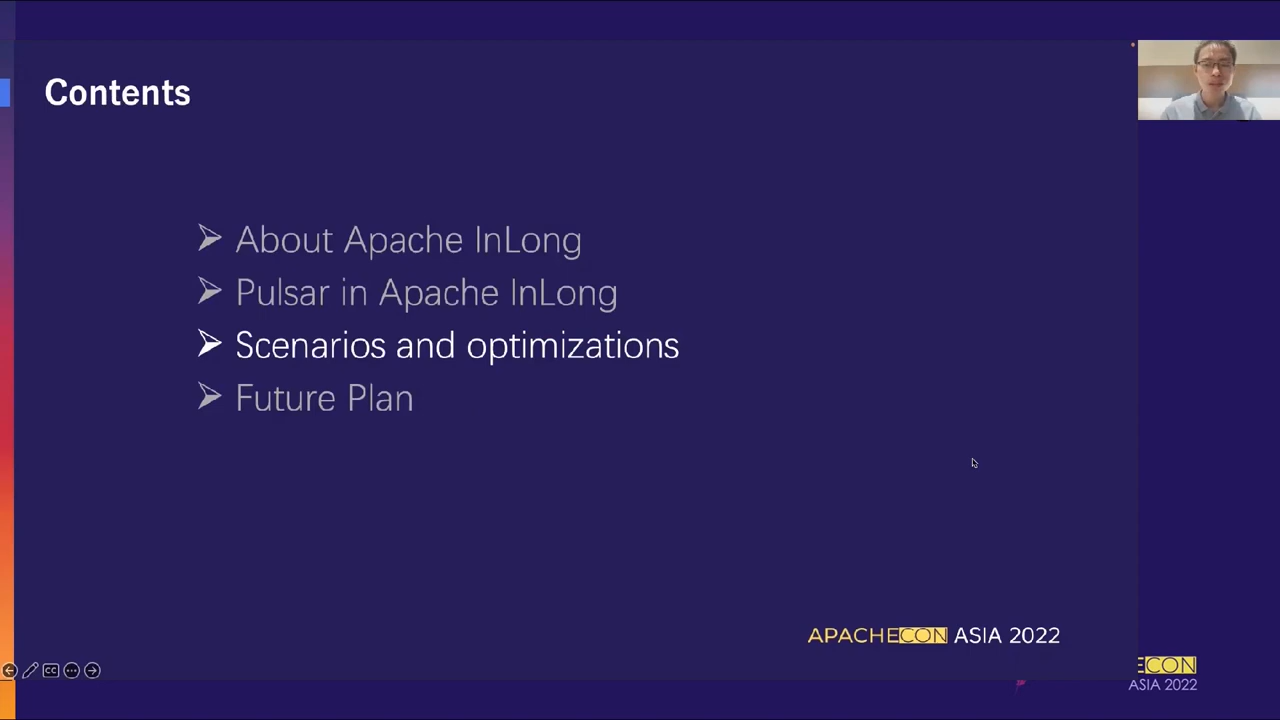 Contents
About Apache InLong
Pulsar in Apache InLong
Scenarios and optimizations
Future Plan
APACHECON ASIA 2022
CC
ECON
ASIA 2022